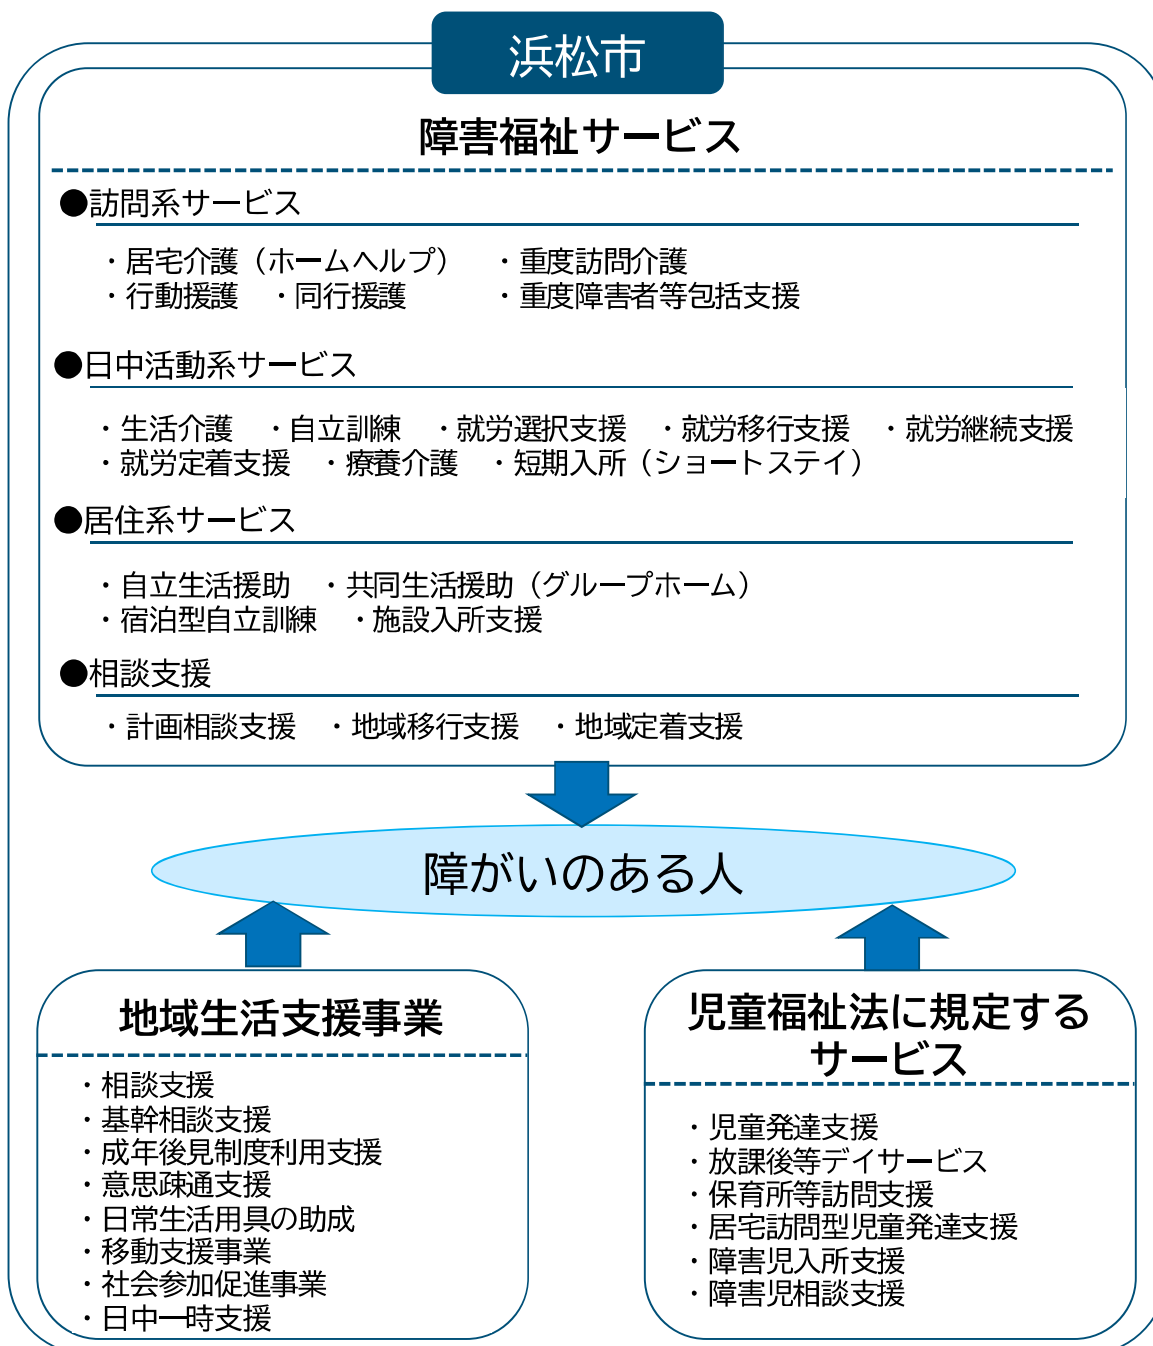 浜松市
障害福祉サービス
●訪問系サービス
・居宅介護（ホームヘルプ）　・重度訪問介護
・行動援護　・同行援護　　　・重度障害者等包括支援
●日中活動系サービス
・生活介護　・自立訓練　・就労選択支援　・就労移行支援　・就労継続支援
・就労定着支援　・療養介護　・短期入所（ショートステイ）
●居住系サービス
・自立生活援助　・共同生活援助（グループホーム）
・宿泊型自立訓練　・施設入所支援
●相談支援
・計画相談支援　・地域移行支援　・地域定着支援
障がいのある人
地域生活支援事業
・相談支援
・基幹相談支援
・成年後見制度利用支援
・意思疎通支援
・日常生活用具の助成
・移動支援事業
・社会参加促進事業
・日中一時支援
児童福祉法に規定する
サービス
・児童発達支援
・放課後等デイサービス
・保育所等訪問支援
・居宅訪問型児童発達支援
・障害児入所支援
・障害児相談支援